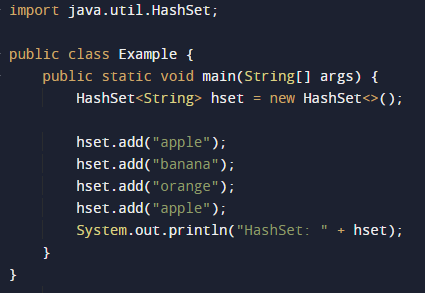 import java.util.HashSet;
public class Example {
public static void main(String[] args) {
HashSet<String> hset = new HashSet<>();
hset.add("apple");
hset.add("banana");
hset.add("orange");
hset.add("apple");
System.out.println("HashSet: " + hset);
}
}